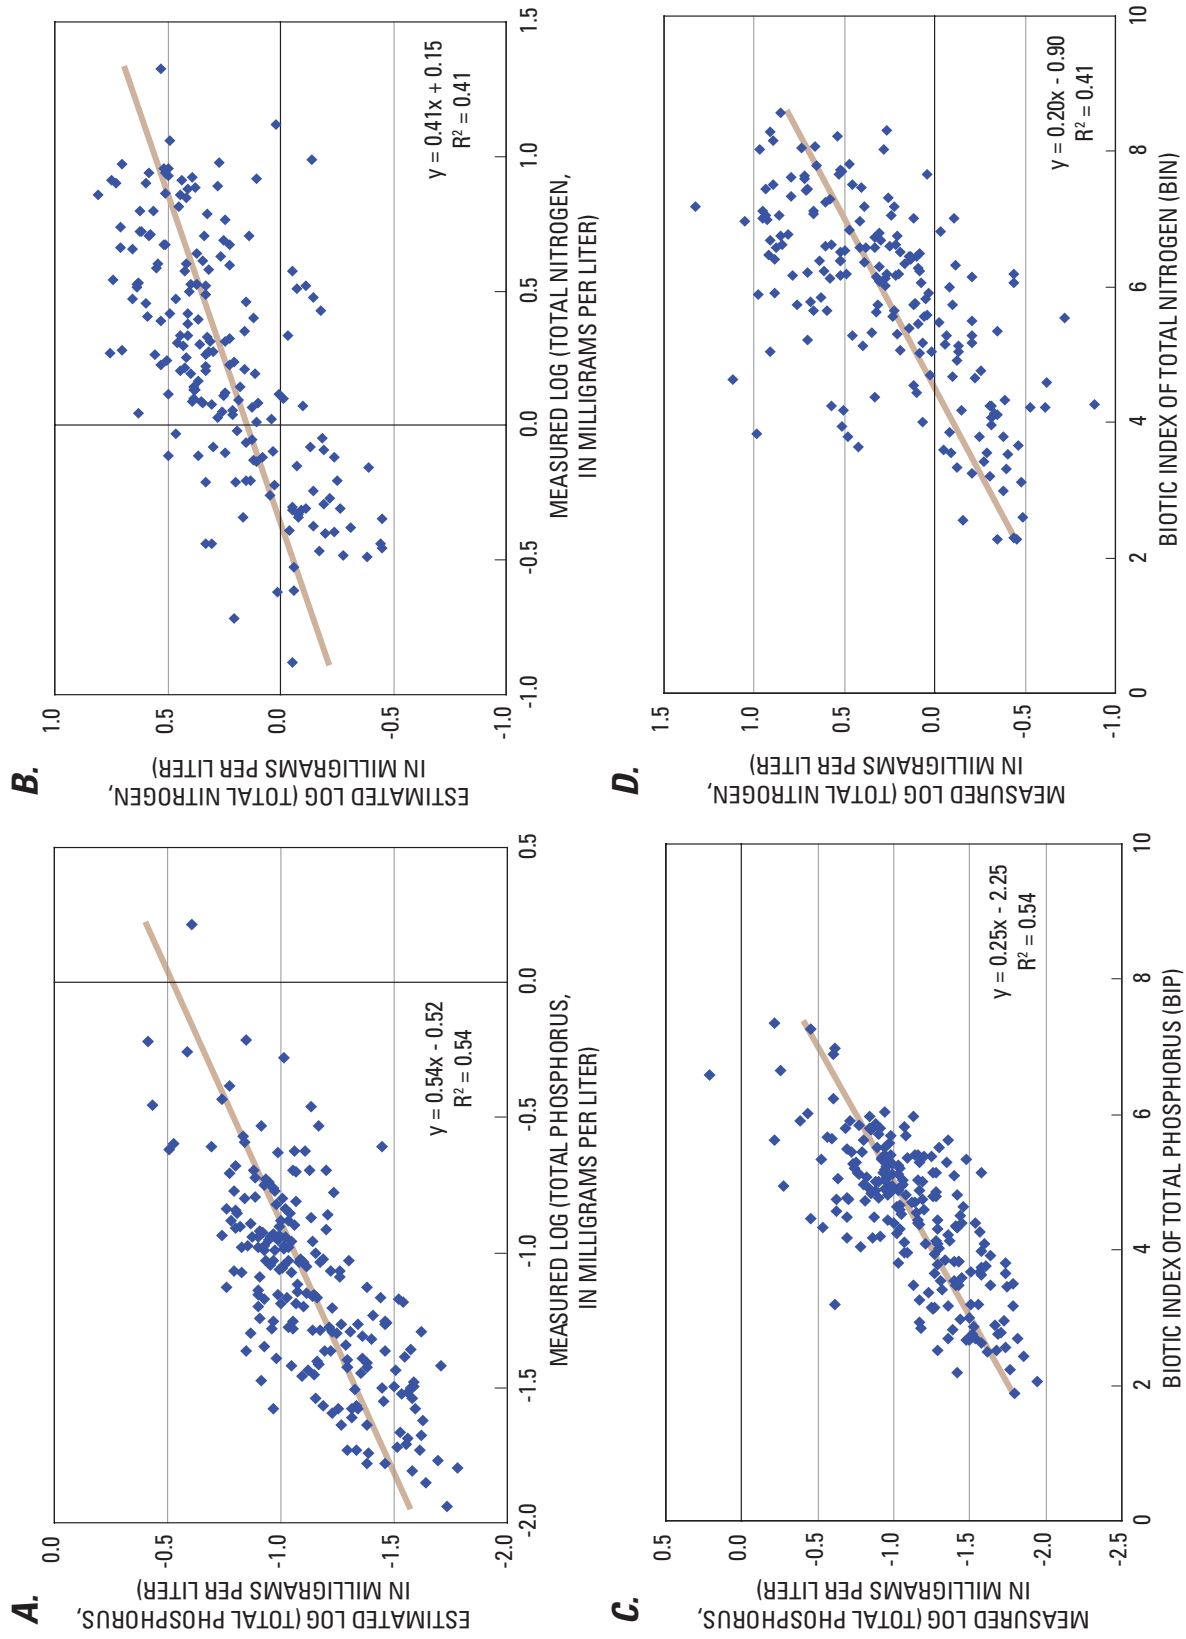 A.
ESTIMATED LOG (TOTAL PHOSPHORUS,
IN MILLIGRAMS PER LITER)
0.0
-0.5
-1.0
-1.5
-2.0
-2.0
-1.5
-1.0
-0.5
0.0
0.5
MEASURED LOG (TOTAL PHOSPHORUS,
IN MILLIGRAMS PER LITER)
y = 0.54x - 0.52
R² = 0.54
B.
ESTIMATED LOG (TOTAL NITROGEN,
IN MILLIGRAMS PER LITER)
1.0
0.5
0.0
-0.5
-1.0
-1.0
-0.5
0.0
0.5
1.0
1.5
MEASURED LOG (TOTAL NITROGEN,
IN MILLIGRAMS PER LITER)
y = 0.41x + 0.15
R² = 0.41
C.
MEASURED LOG (TOTAL PHOSPHORUS,
IN MILLIGRAMS PER LITER)
0.5
0.0
-0.5
-1.0
-1.5
-2.0
-2.5
0
2
4
6
8
10
BIOTIC INDEX OF TOTAL PHOSPHORUS (BIP)
y = 0.25x - 2.25
R² = 0.54
D.
MEASURED LOG (TOTAL NITROGEN,
IN MILLIGRAMS PER LITER)
1.5
1.0
0.5
0.0
-0.5
-1.0
0
2
4
6
8
10
BIOTIC INDEX OF TOTAL NITROGEN (BIN)
y = 0.20x - 0.90
R² = 0.41